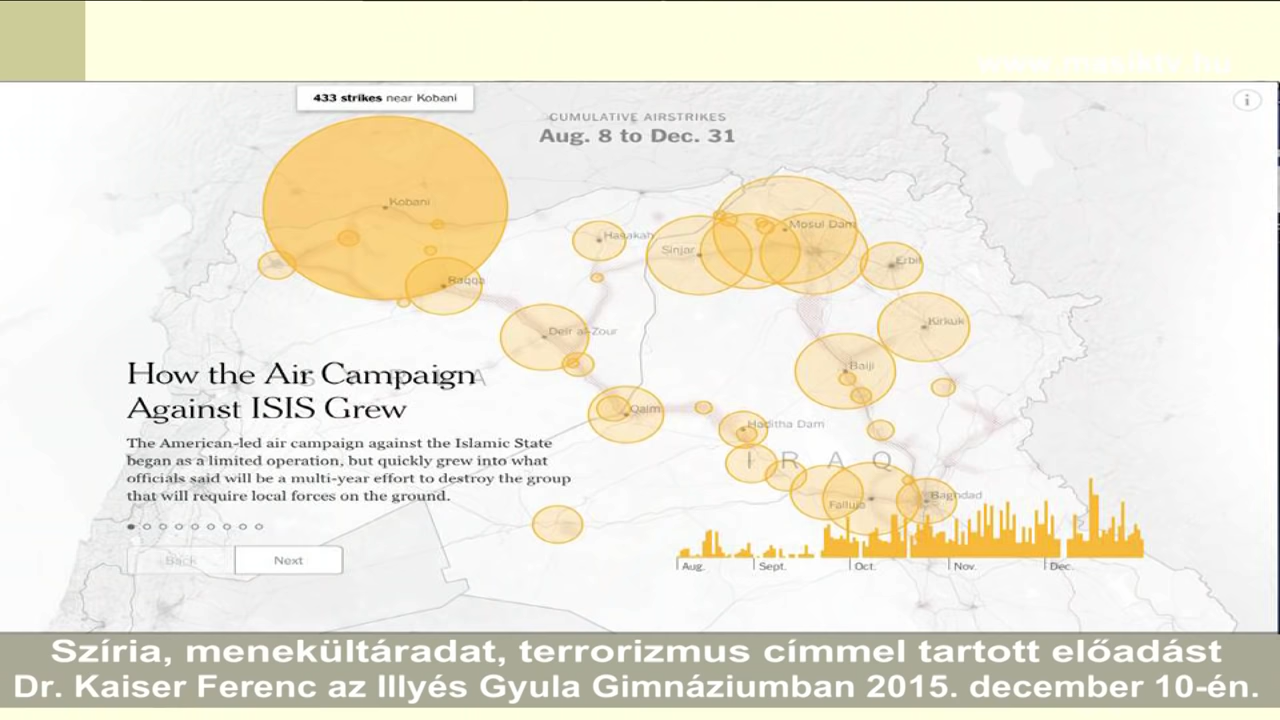 433 strikes near Kobani
CUMULATIVE AIRSTRIKES
Aug. 8 to Dec. 31
Kobani
Hasakah
Sinjar
Mosul Dam
Erbil
Raqqa
Deir al-Zour
Kirkuk
Baiji
Qaim
Haditha Dam
IRAQ
Falluja
Baghdad
How the Air Campaign
Against ISIS Grew
The American-led air campaign against the Islamic State
began as a limited operation, but quickly grew into what
officials said will be a multi-year effort to destroy the group
that will require local forces on the ground.
Back
Next
Aug.
Sept.
Oct.
Nov.
Dec.
Szíria, menekültáradat, terrorizmus címmel tartott előadást
Dr. Kaiser Ferenc az Illyés Gyula Gimnáziumban 2015. december 10-én.